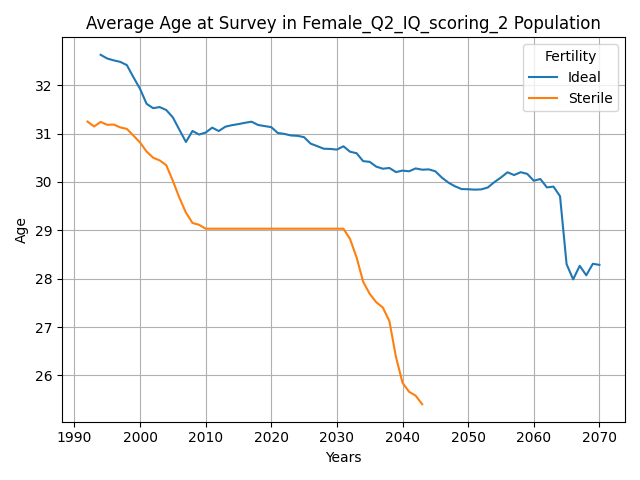 Average Age at Survey in Female_Q2_IQ_scoring_2 Population
Fertility
Ideal
Sterile
Age
32
31
30
29
28
27
26
1990
2000
2010
2020
2030
2040
2050
2060
2070
Years